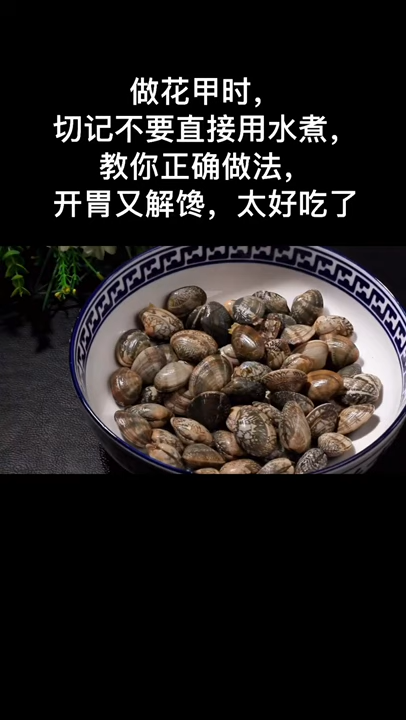 做花甲时，
切记不要直接用水煮，
教你正确做法，
开胃又解馋，太好吃了